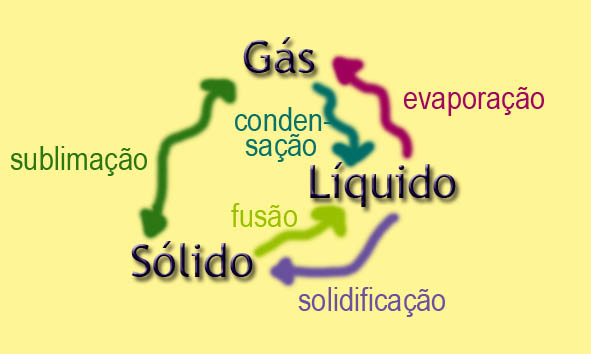 Gás
evaporação
conden-
sação
sublimação
Líquido
fusão
Sólido
solidificação